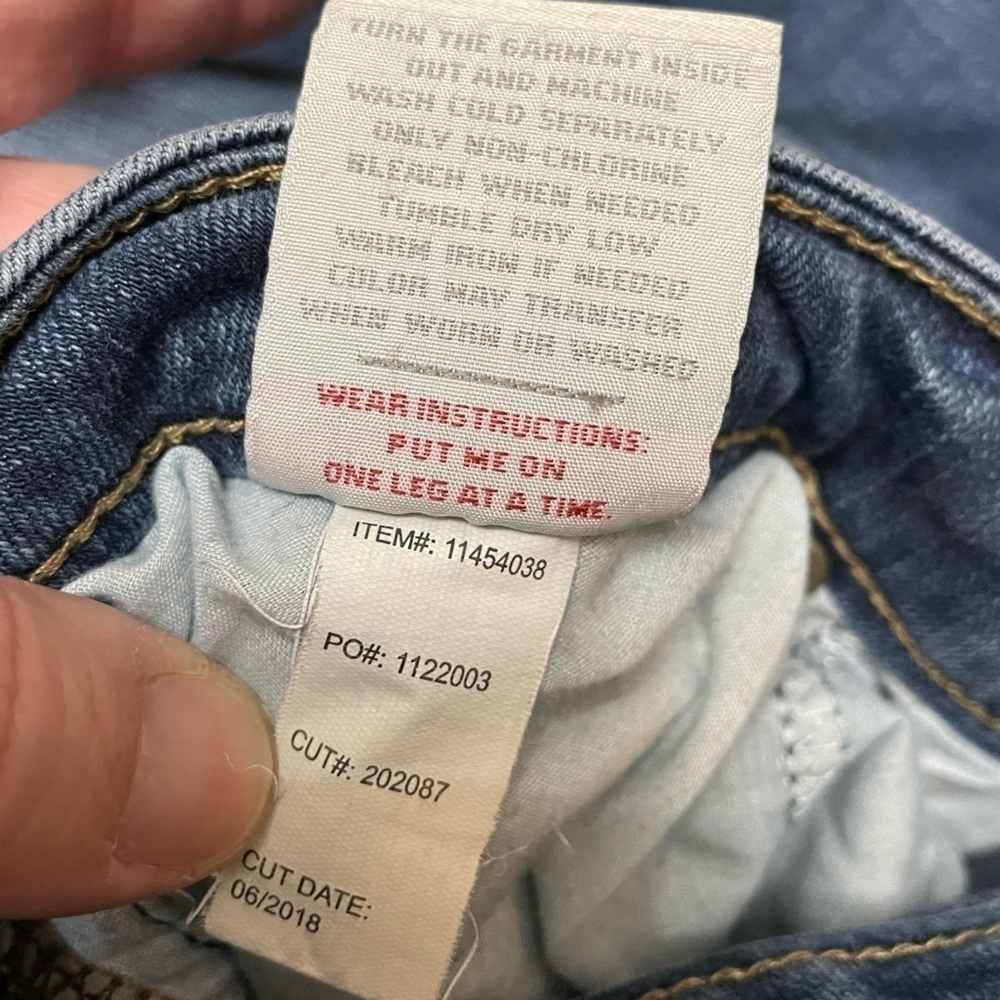 TURN THE GARMENT INSIDE
OUT AND MACHINE
WASH COLD SEPARATELY
ONLY NON-CHLORINE
BLEACH WHEN NEEDED
TUMBLE DRY LOW
WARM IRON IF NEEDED
COLOR MAY TRANSFER
WHEN WORN OR WASHED
WEAR INSTRUCTIONS:
PUT ME ON
ONE LEG AT A TIME.
ITEM#: 11454038
PO#: 1122003
CUT#: 202087
CUT DATE:
06/2018